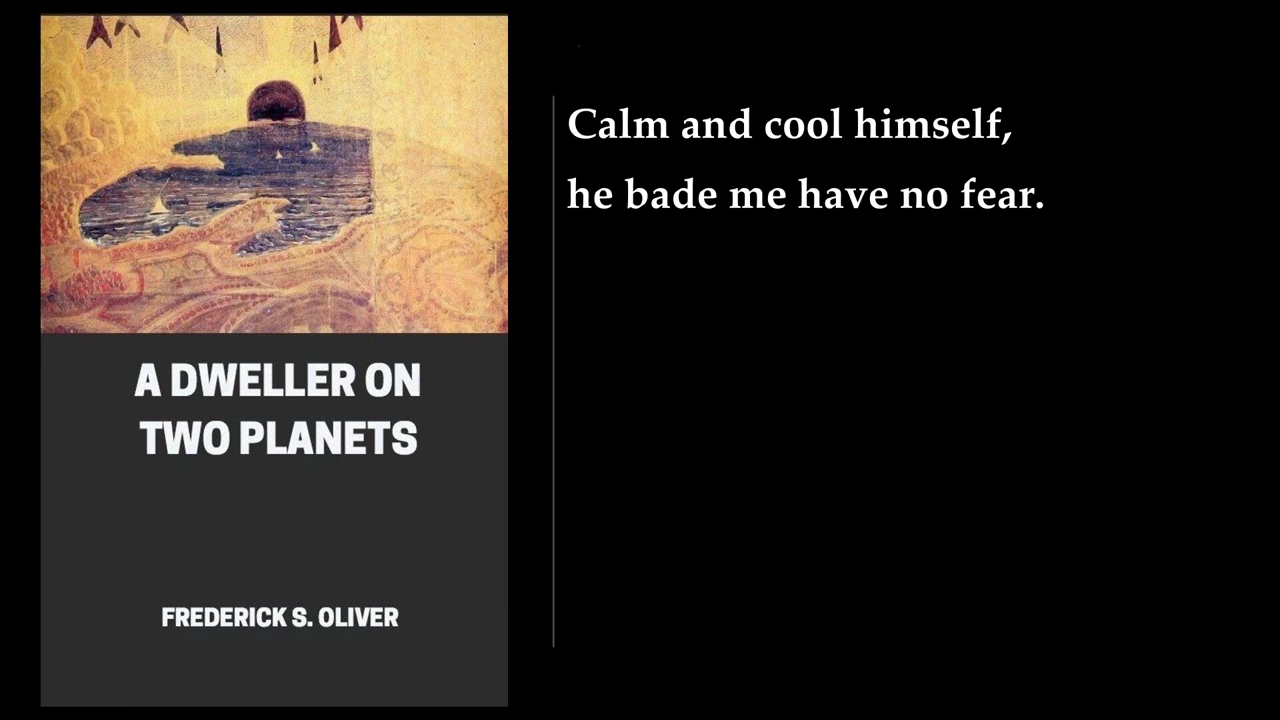 A DWELLER ON
TWO PLANETS
FREDERICK S. OLIVER
Calm and cool himself,
he bade me have no fear.